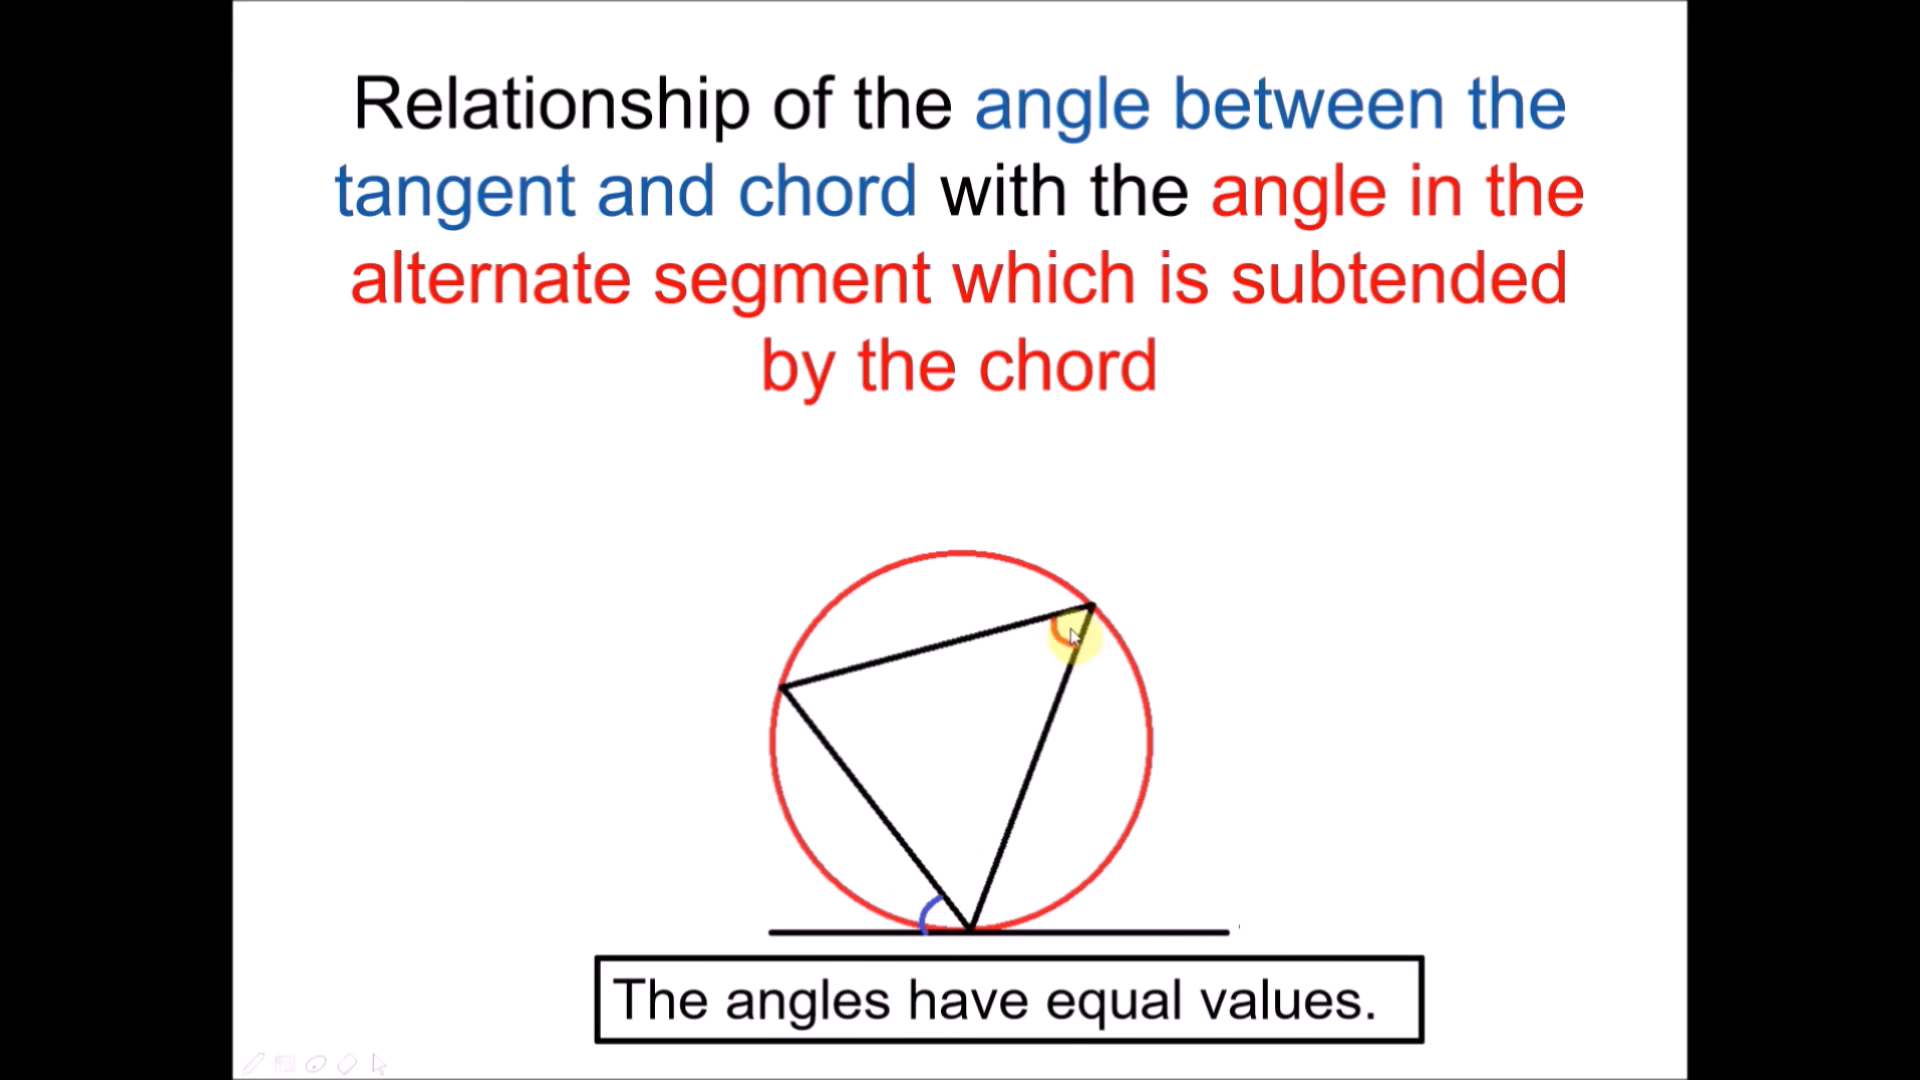 Relationship of the angle between the
tangent and chord with the angle in the
alternate segment which is subtended
by the chord
The angles have equal values.